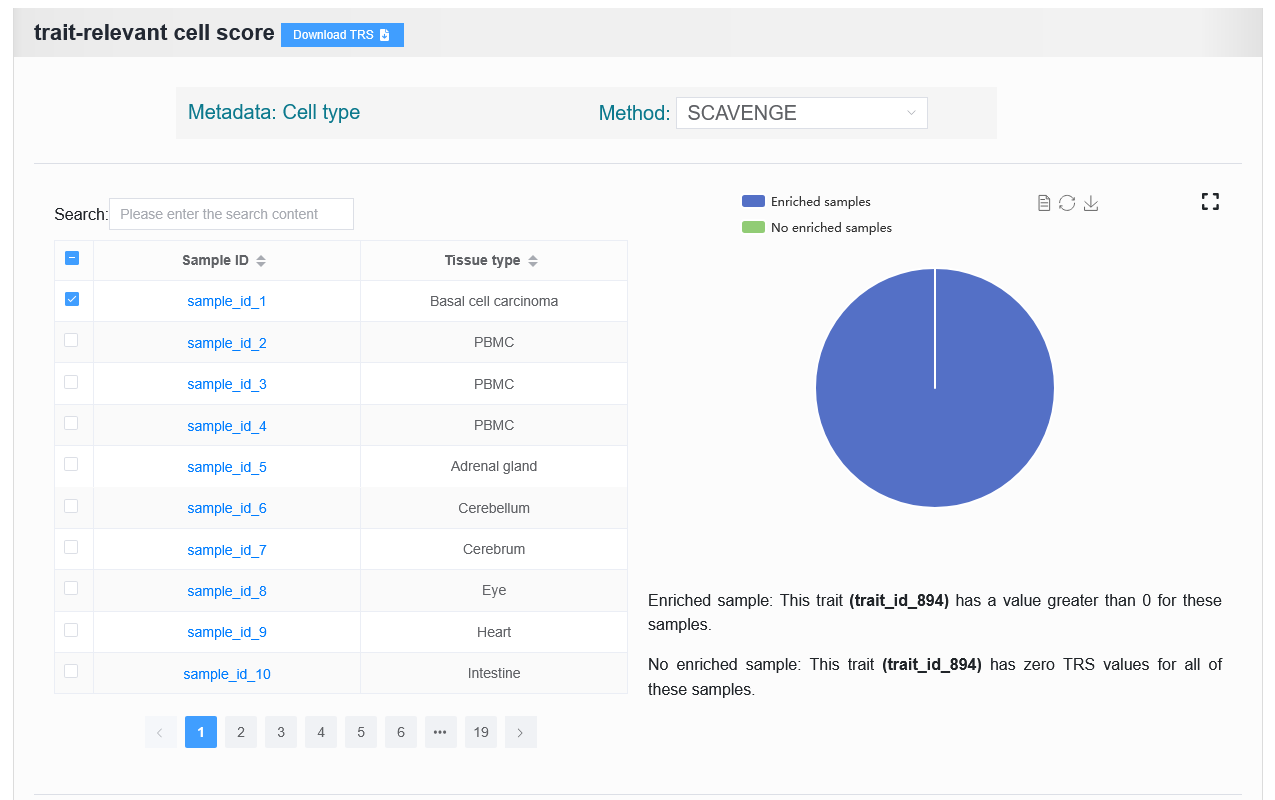 trait-relevant cell score Download TRS
Metadata: Cell type Method: SCAVENGE
Search: Please enter the search content
Sample ID Tissue type
sample_id_1 Basal cell carcinoma
sample_id_2 PBMC
sample_id_3 PBMC
sample_id_4 PBMC
sample_id_5 Adrenal gland
sample_id_6 Cerebellum
sample_id_7 Cerebrum
sample_id_8 Eye
sample_id_9 Heart
sample_id_10 Intestine
1 2 3 4 5 6 ••• 19
Enriched samples
No enriched samples
Enriched sample: This trait (trait_id_894) has a value greater than 0 for these
samples.
No enriched sample: This trait (trait_id_894) has zero TRS values for all of
these samples.